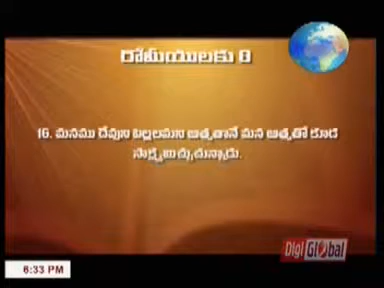 రోమీయులకు 8
16. మనము దేవుని పిల్లలమని ఆత్మతానే మన ఆత్మతో కూడ
సాక్ష్యమిచ్చుచున్నాడు.
Digi Global
6:33 PM